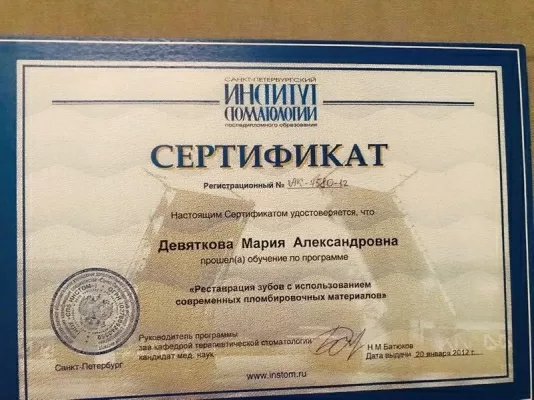 САНКТ-ПЕТЕРБУРГСКИЙ
ИНСТИТУТ
СТОМАТОЛОГИИ
последипломного образования
СЕРТИФИКАТ
Регистрационный №
Настоящим Сертификатом удостоверяется, что
Девяткова Мария Александровна
прошел(а) обучение по программе
«Реставрация зубов с использованием
современных пломбировочных материалов»
Руководитель программы
зав кафедрой терапевтической стоматологии
кандидат мед. наук
Н.М Батюков
Дата выдачи 20 января 2012 г.
Санкт-Петербург
www.instom.ru